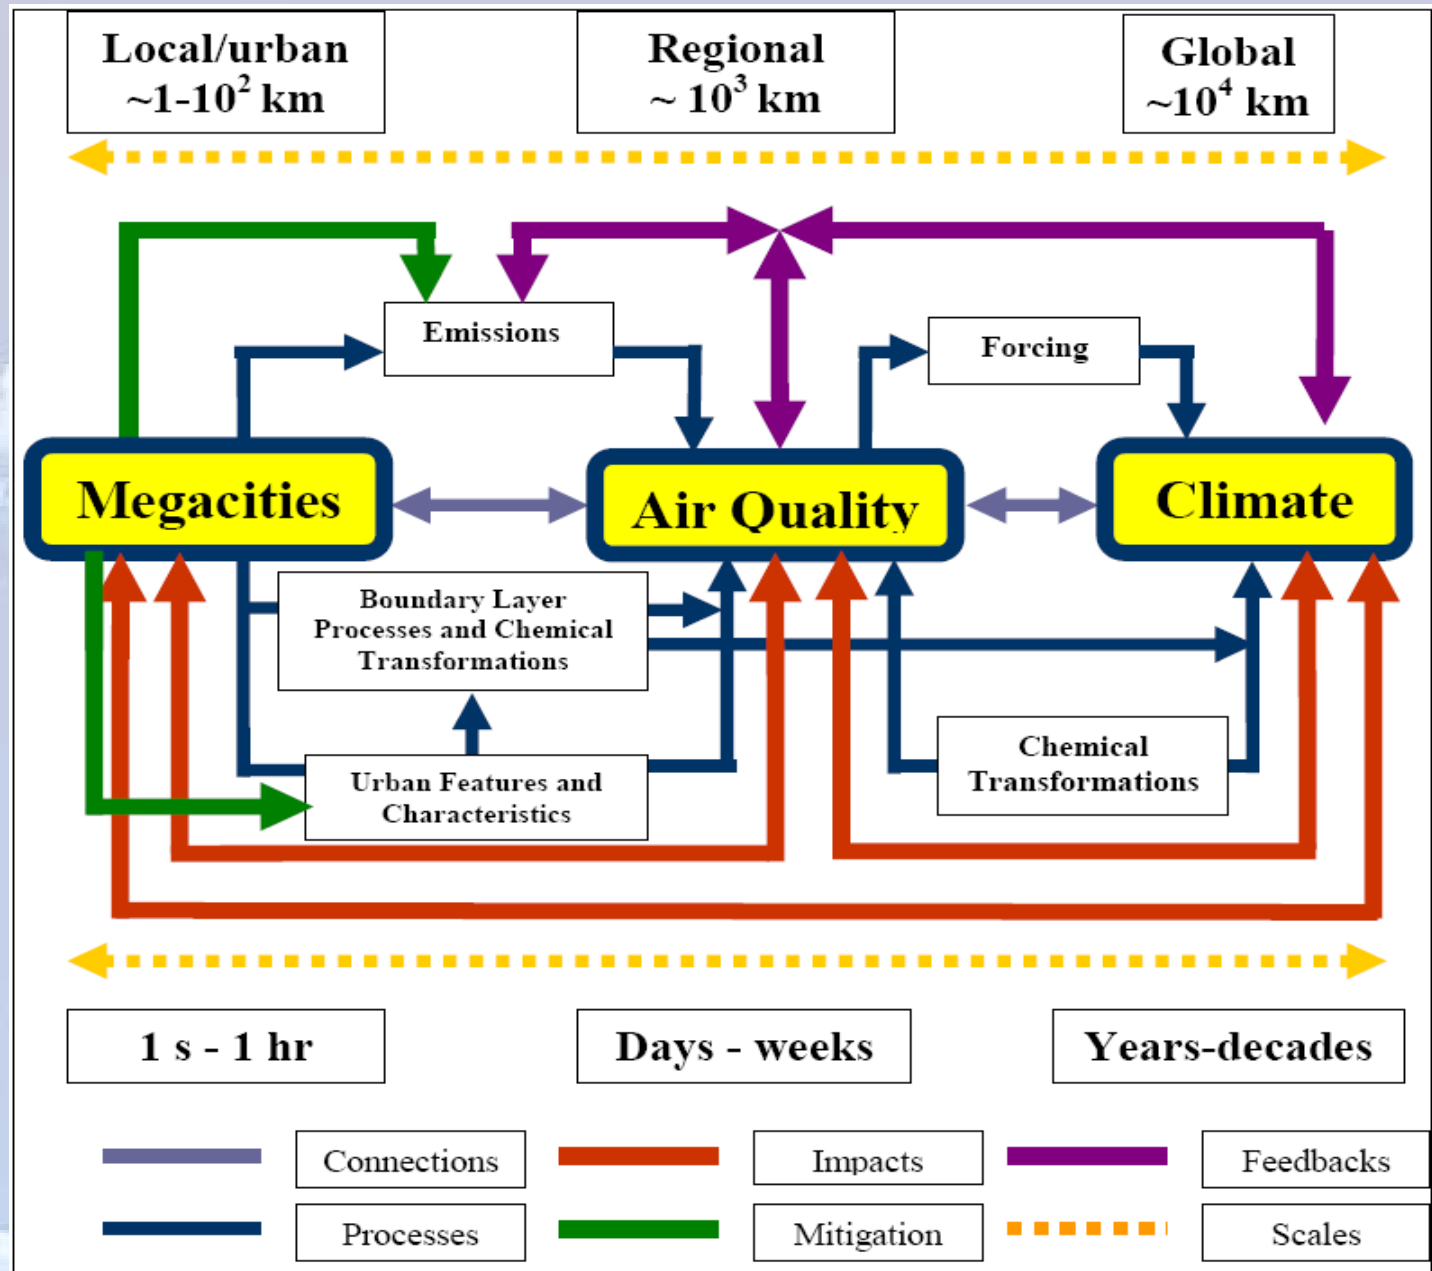 Local/urban
~1-10² km
Regional
~ 10³ km
Global
~10⁴ km
Emissions
Forcing
Megacities
Air Quality
Climate
Boundary Layer
Processes and Chemical
Transformations
Chemical
Transformations
Urban Features and
Characteristics
1 s - 1 hr
Days - weeks
Years-decades
Connections
Impacts
Feedbacks
Processes
Mitigation
Scales